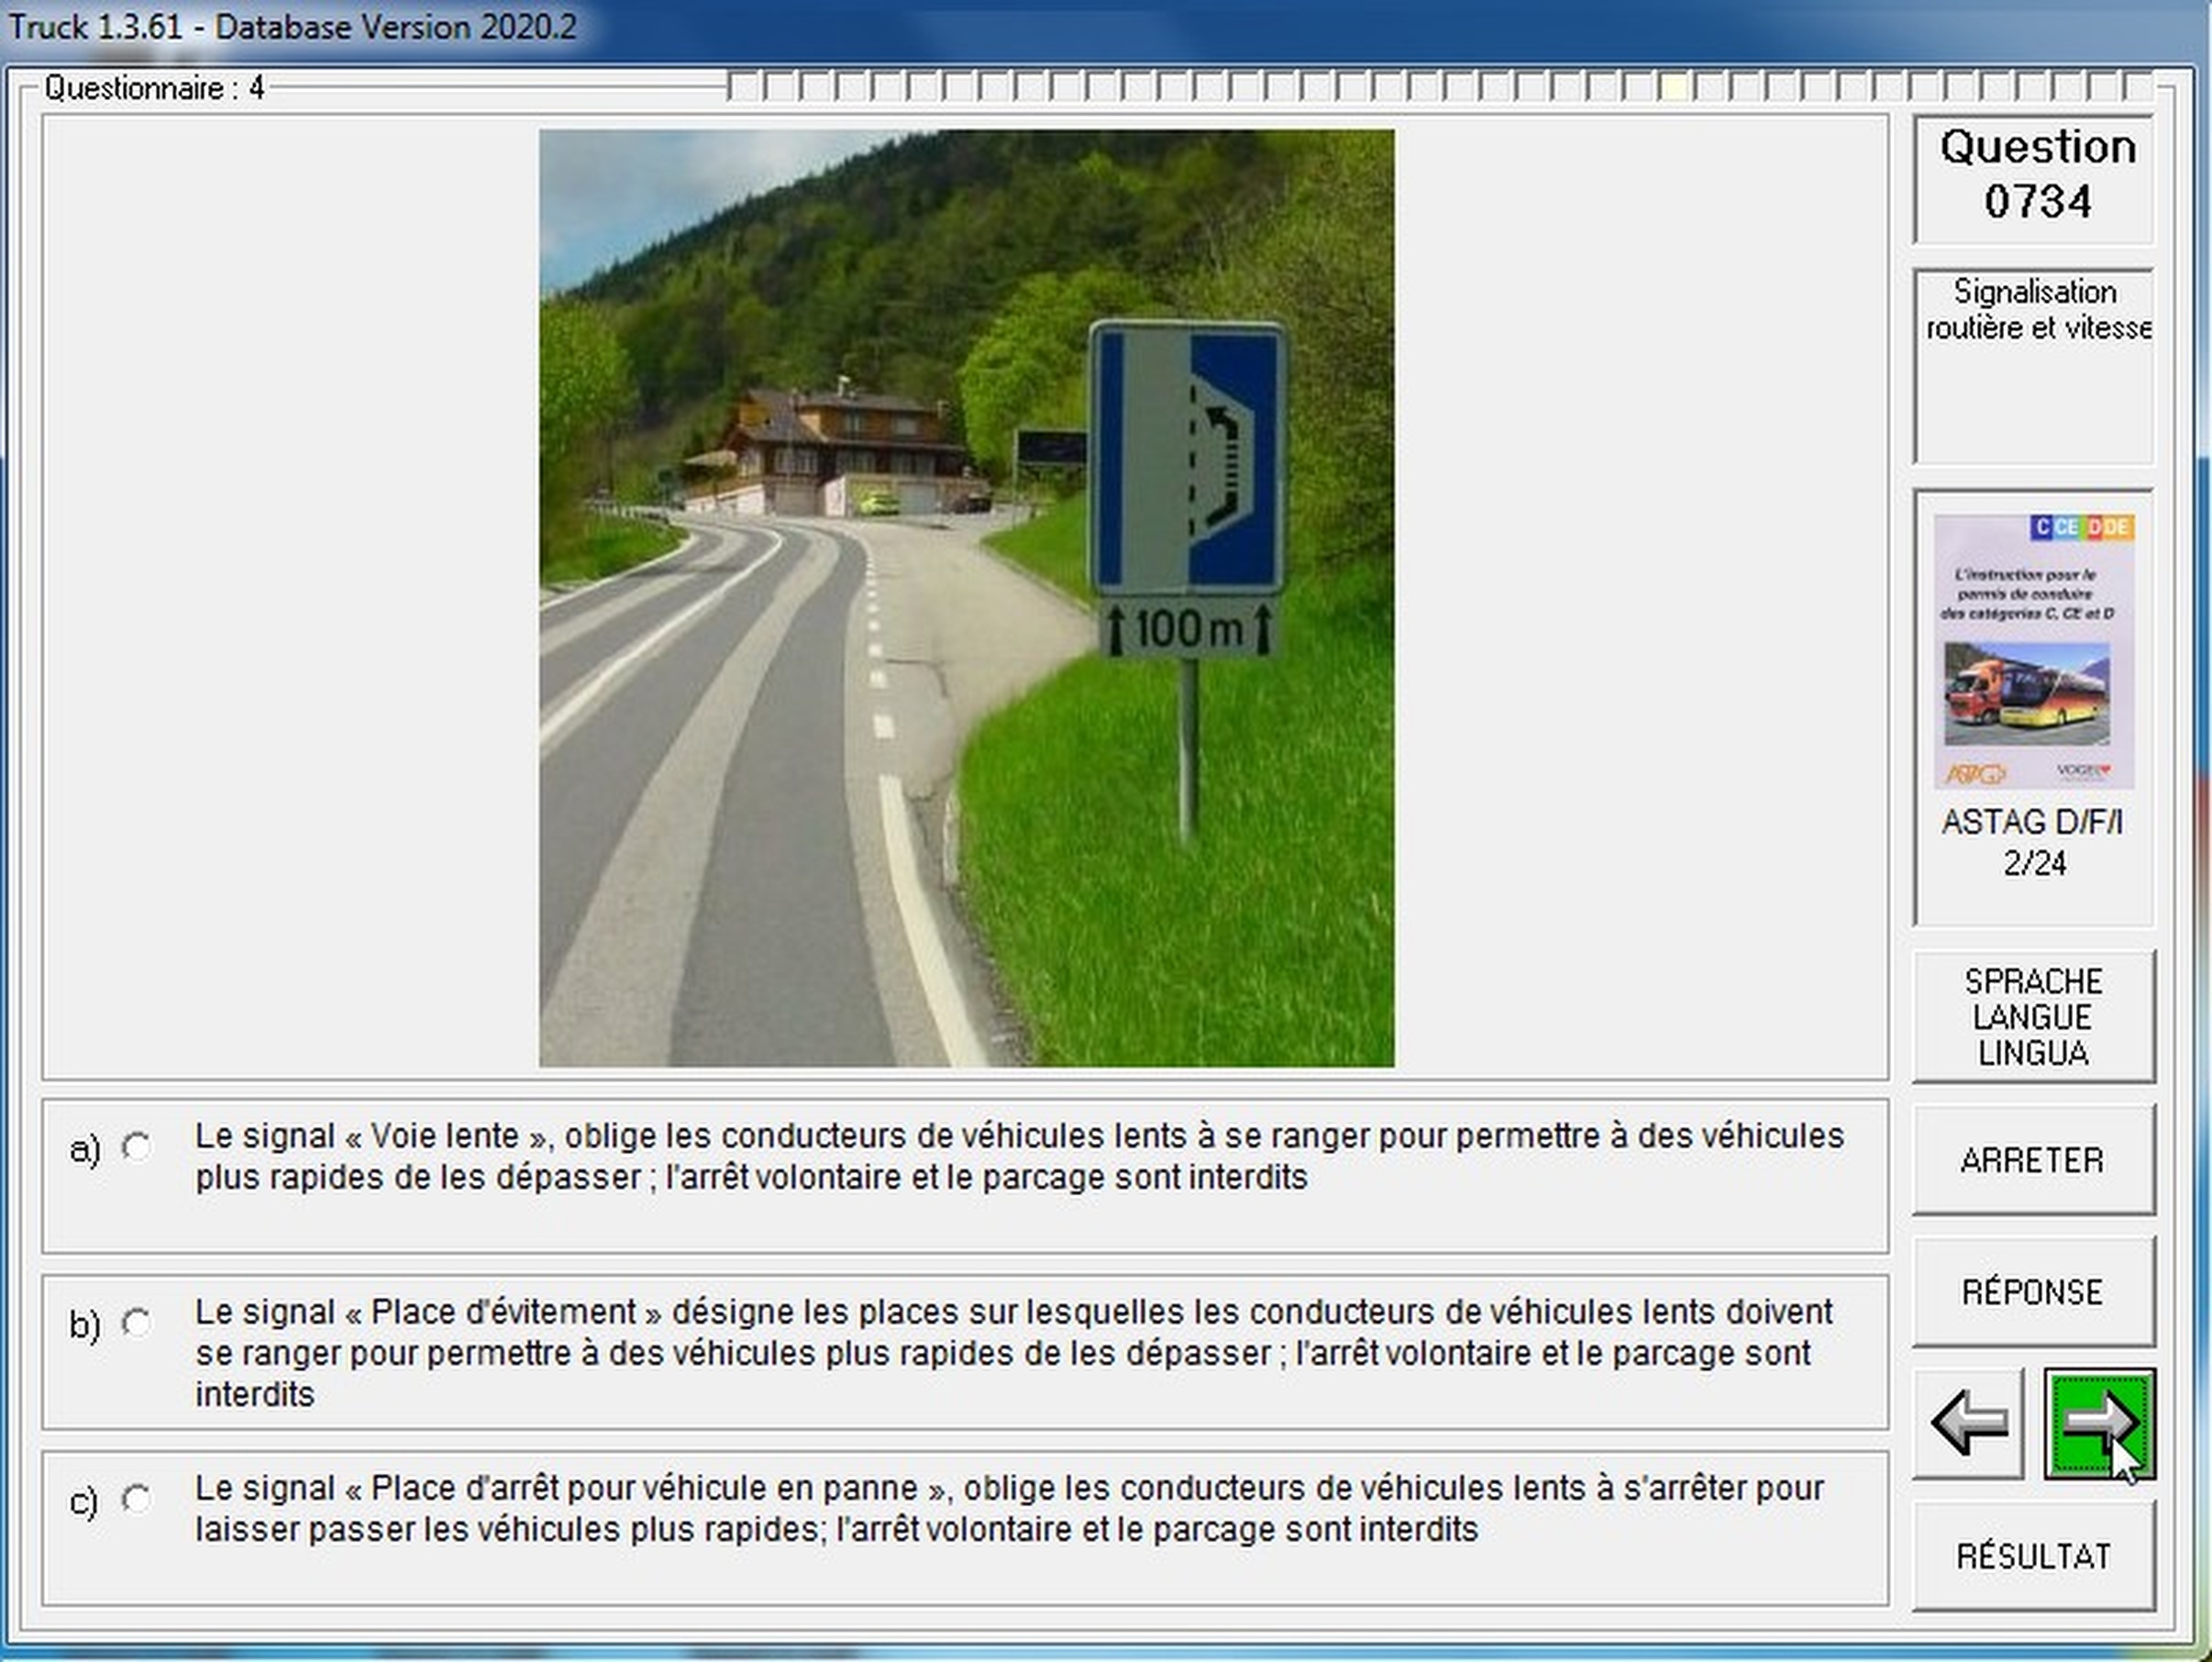 Truck 1.3.61 - Database Version 2020.2
Questionnaire : 4
100 m
Question
0734
Signalisation
routière et vitesse
C CE D DE
L'instruction pour le
permis de conduire
des catégories C, CE et D
ASTAG
VOGEL
ASTAG D/F/I
2/24
SPRACHE
LANGUE
LINGUA
ARRETER
RÉPONSE
RÉSULTAT
a) Le signal « Voie lente », oblige les conducteurs de véhicules lents à se ranger pour permettre à des véhicules
plus rapides de les dépasser ; l'arrêt volontaire et le parcage sont interdits
b) Le signal « Place d'évitement » désigne les places sur lesquelles les conducteurs de véhicules lents doivent
se ranger pour permettre à des véhicules plus rapides de les dépasser ; l'arrêt volontaire et le parcage sont
interdits
c) Le signal « Place d'arrêt pour véhicule en panne », oblige les conducteurs de véhicules lents à s'arrêter pour
laisser passer les véhicules plus rapides; l'arrêt volontaire et le parcage sont interdits